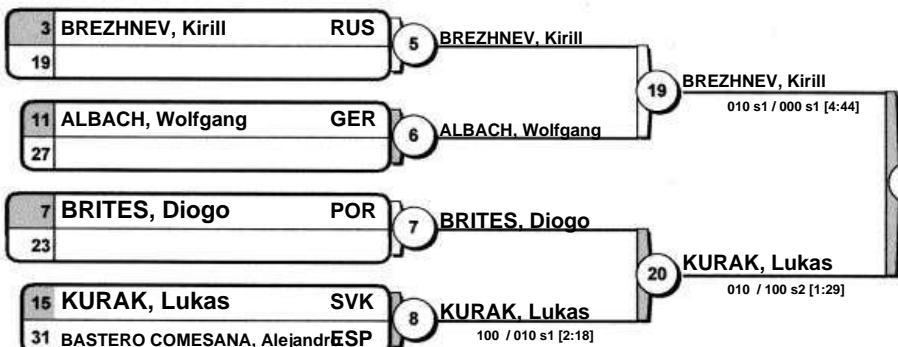 3 BREZHNEV, Kirill RUS
19
5
BREZHNEV, Kirill
19
BREZHNEV, Kirill
010 s1 / 000 s1 [4:44]
11 ALBACH, Wolfgang GER
27
6
ALBACH, Wolfgang
7 BRITES, Diogo POR
23
7
BRITES, Diogo
20
KURAK, Lukas
010 / 100 s2 [1:29]
15 KURAK, Lukas SVK
31 BASTERO COMESANA, Alejandro ESP
8
KURAK, Lukas
100 / 010 s1 [2:18]